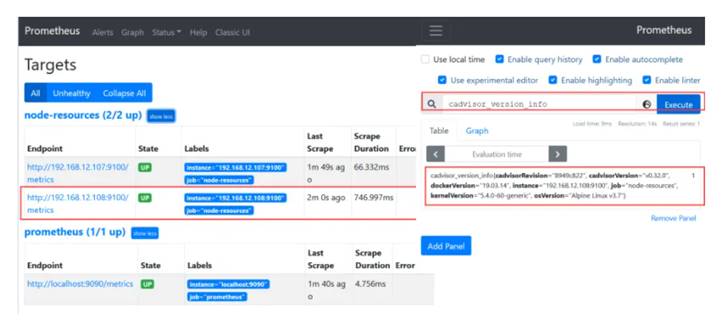 Prometheus Alerts Graph Status Help Classic UI
Targets
All Unhealthy Collapse All
node-resources (2/2 up) show less
Endpoint State Labels Last Scrape Scrape Duration Erro
http://192.168.12.107:9100/metrics UP instance="192.168.12.107:9100" job="node-resources" 1m 49s ago 66.332ms
http://192.168.12.108:9100/metrics UP instance="192.168.12.108:9100" job="node-resources" 2m 0s ago 746.997ms
prometheus (1/1 up) show less
Endpoint State Labels Last Scrape Scrape Duration Error
http://localhost:9090/metrics UP instance="localhost:9090" job="prometheus" 1m 40s ago 4.756ms
Prometheus
Use local time Enable query history Enable autocomplete
Use experimental editor Enable highlighting Enable linter
cadvisor_version_info Execute
Table Graph Load time: 9ms Resolution: 14s Result series: 1
Evaluation time
cadvisor_version_info{cadvisorRevision="8949c822", cadvisorVersion="v0.32.0", 1
dockerVersion="19.03.14", instance="192.168.12.108:9100", job="node-resources",
kernelVersion="5.4.0-60-generic", osVersion="Alpine Linux v3.7"}
Remove Panel
Add Panel